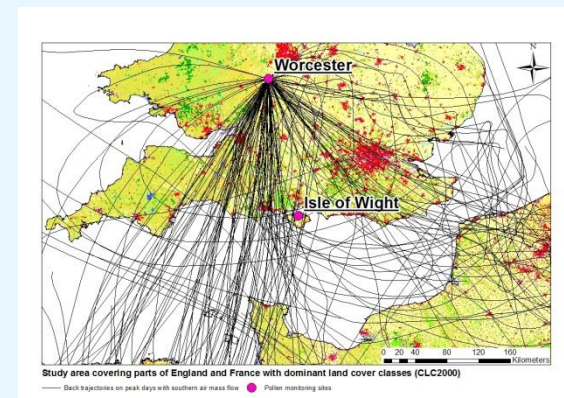 Worcester
N
Isle of Wight
0 20 40 80 120 160
Kilometers
Study area covering parts of England and France with dominant land cover classes (CLC2000)
Back trajectories on peak days with southern air mass flow Pollen monitoring sites